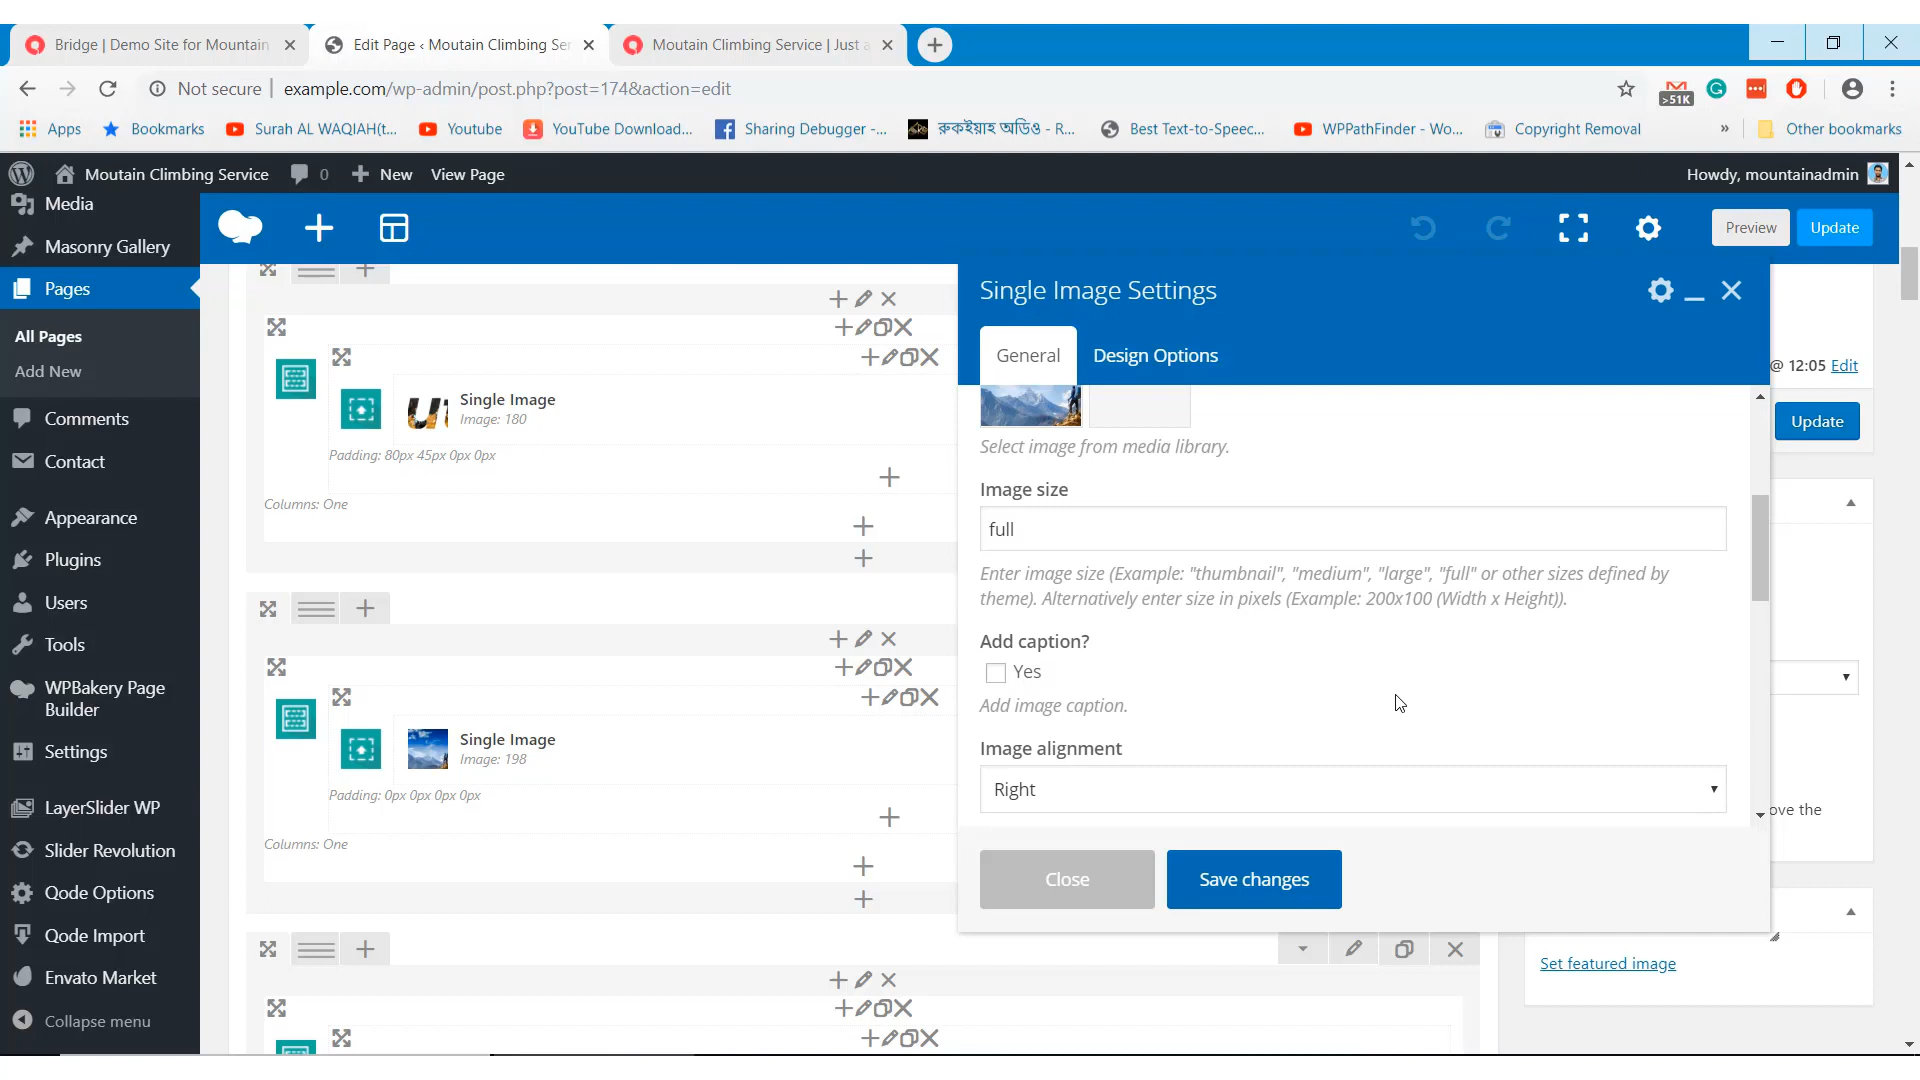 Bridge | Demo Site for Mountain
Edit Page ‹ Moutain Climbing Ser
Moutain Climbing Service | Just a
Not secure
example.com/wp-admin/post.php?post=174&action=edit
>51K
Apps
Bookmarks
Surah AL WAQIAH(t...
Youtube
YouTube Download...
Sharing Debugger -...
রুকইয়াহ অডিও - R...
Best Text-to-Speec...
WPPathFinder - Wo...
Copyright Removal
»
Other bookmarks
Moutain Climbing Service
0
New
View Page
Howdy, mountainadmin
Media
Masonry Gallery
Pages
All Pages
Add New
Comments
Contact
Appearance
Plugins
Users
Tools
WPBakery Page
Builder
Settings
LayerSlider WP
Slider Revolution
Qode Options
Qode Import
Envato Market
Collapse menu
Preview
Update
Single Image
Image: 180
Padding: 80px 45px 0px 0px
Columns: One
Single Image
Image: 198
Padding: 0px 0px 0px 0px
Columns: One
Single Image Settings
General
Design Options
Select image from media library.
Image size
full
Enter image size (Example: "thumbnail", "medium", "large", "full" or other sizes defined by
theme). Alternatively enter size in pixels (Example: 200x100 (Width x Height)).
Add caption?
Yes
Add image caption.
Image alignment
Right
Close
Save changes
@ 12:05 Edit
Update
ove the
Set featured image